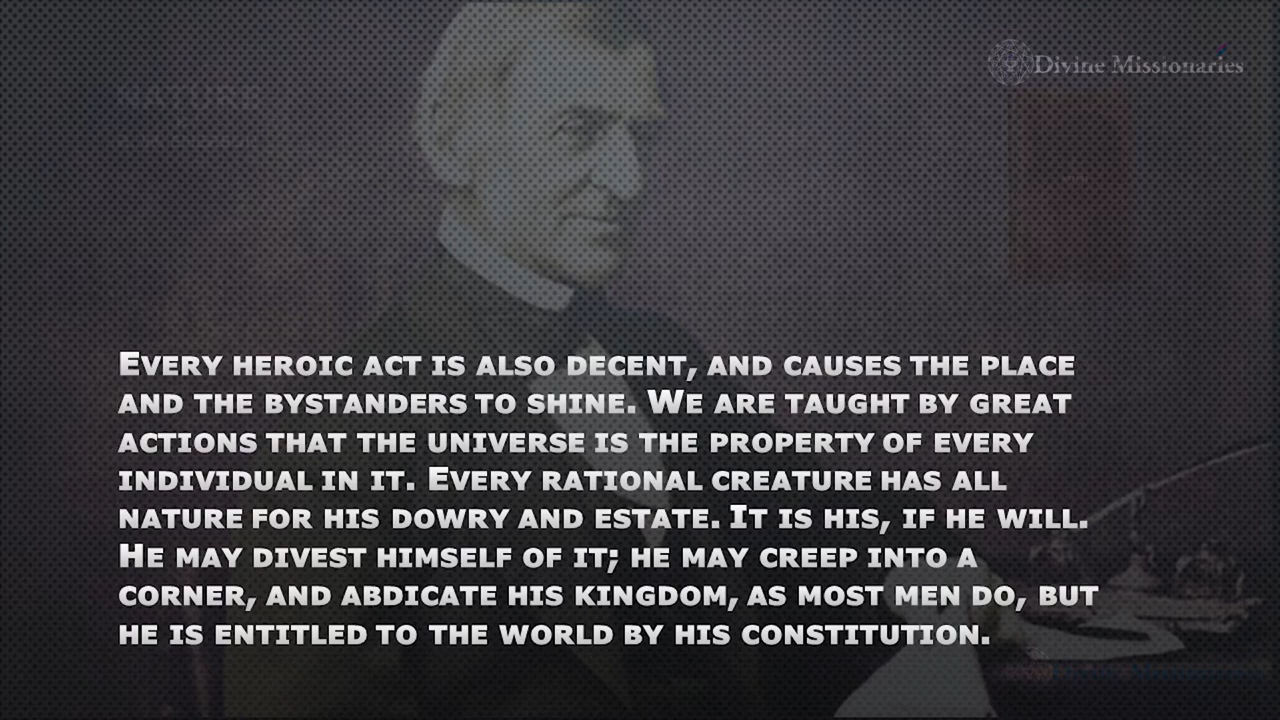 Divine Missionaries
Every heroic act is also decent, and causes the place
and the bystanders to shine. We are taught by great
actions that the universe is the property of every
individual in it. Every rational creature has all
nature for his dowry and estate. It is his, if he will.
He may divest himself of it; he may creep into a
corner, and abdicate his kingdom, as most men do, but
he is entitled to the world by his constitution.